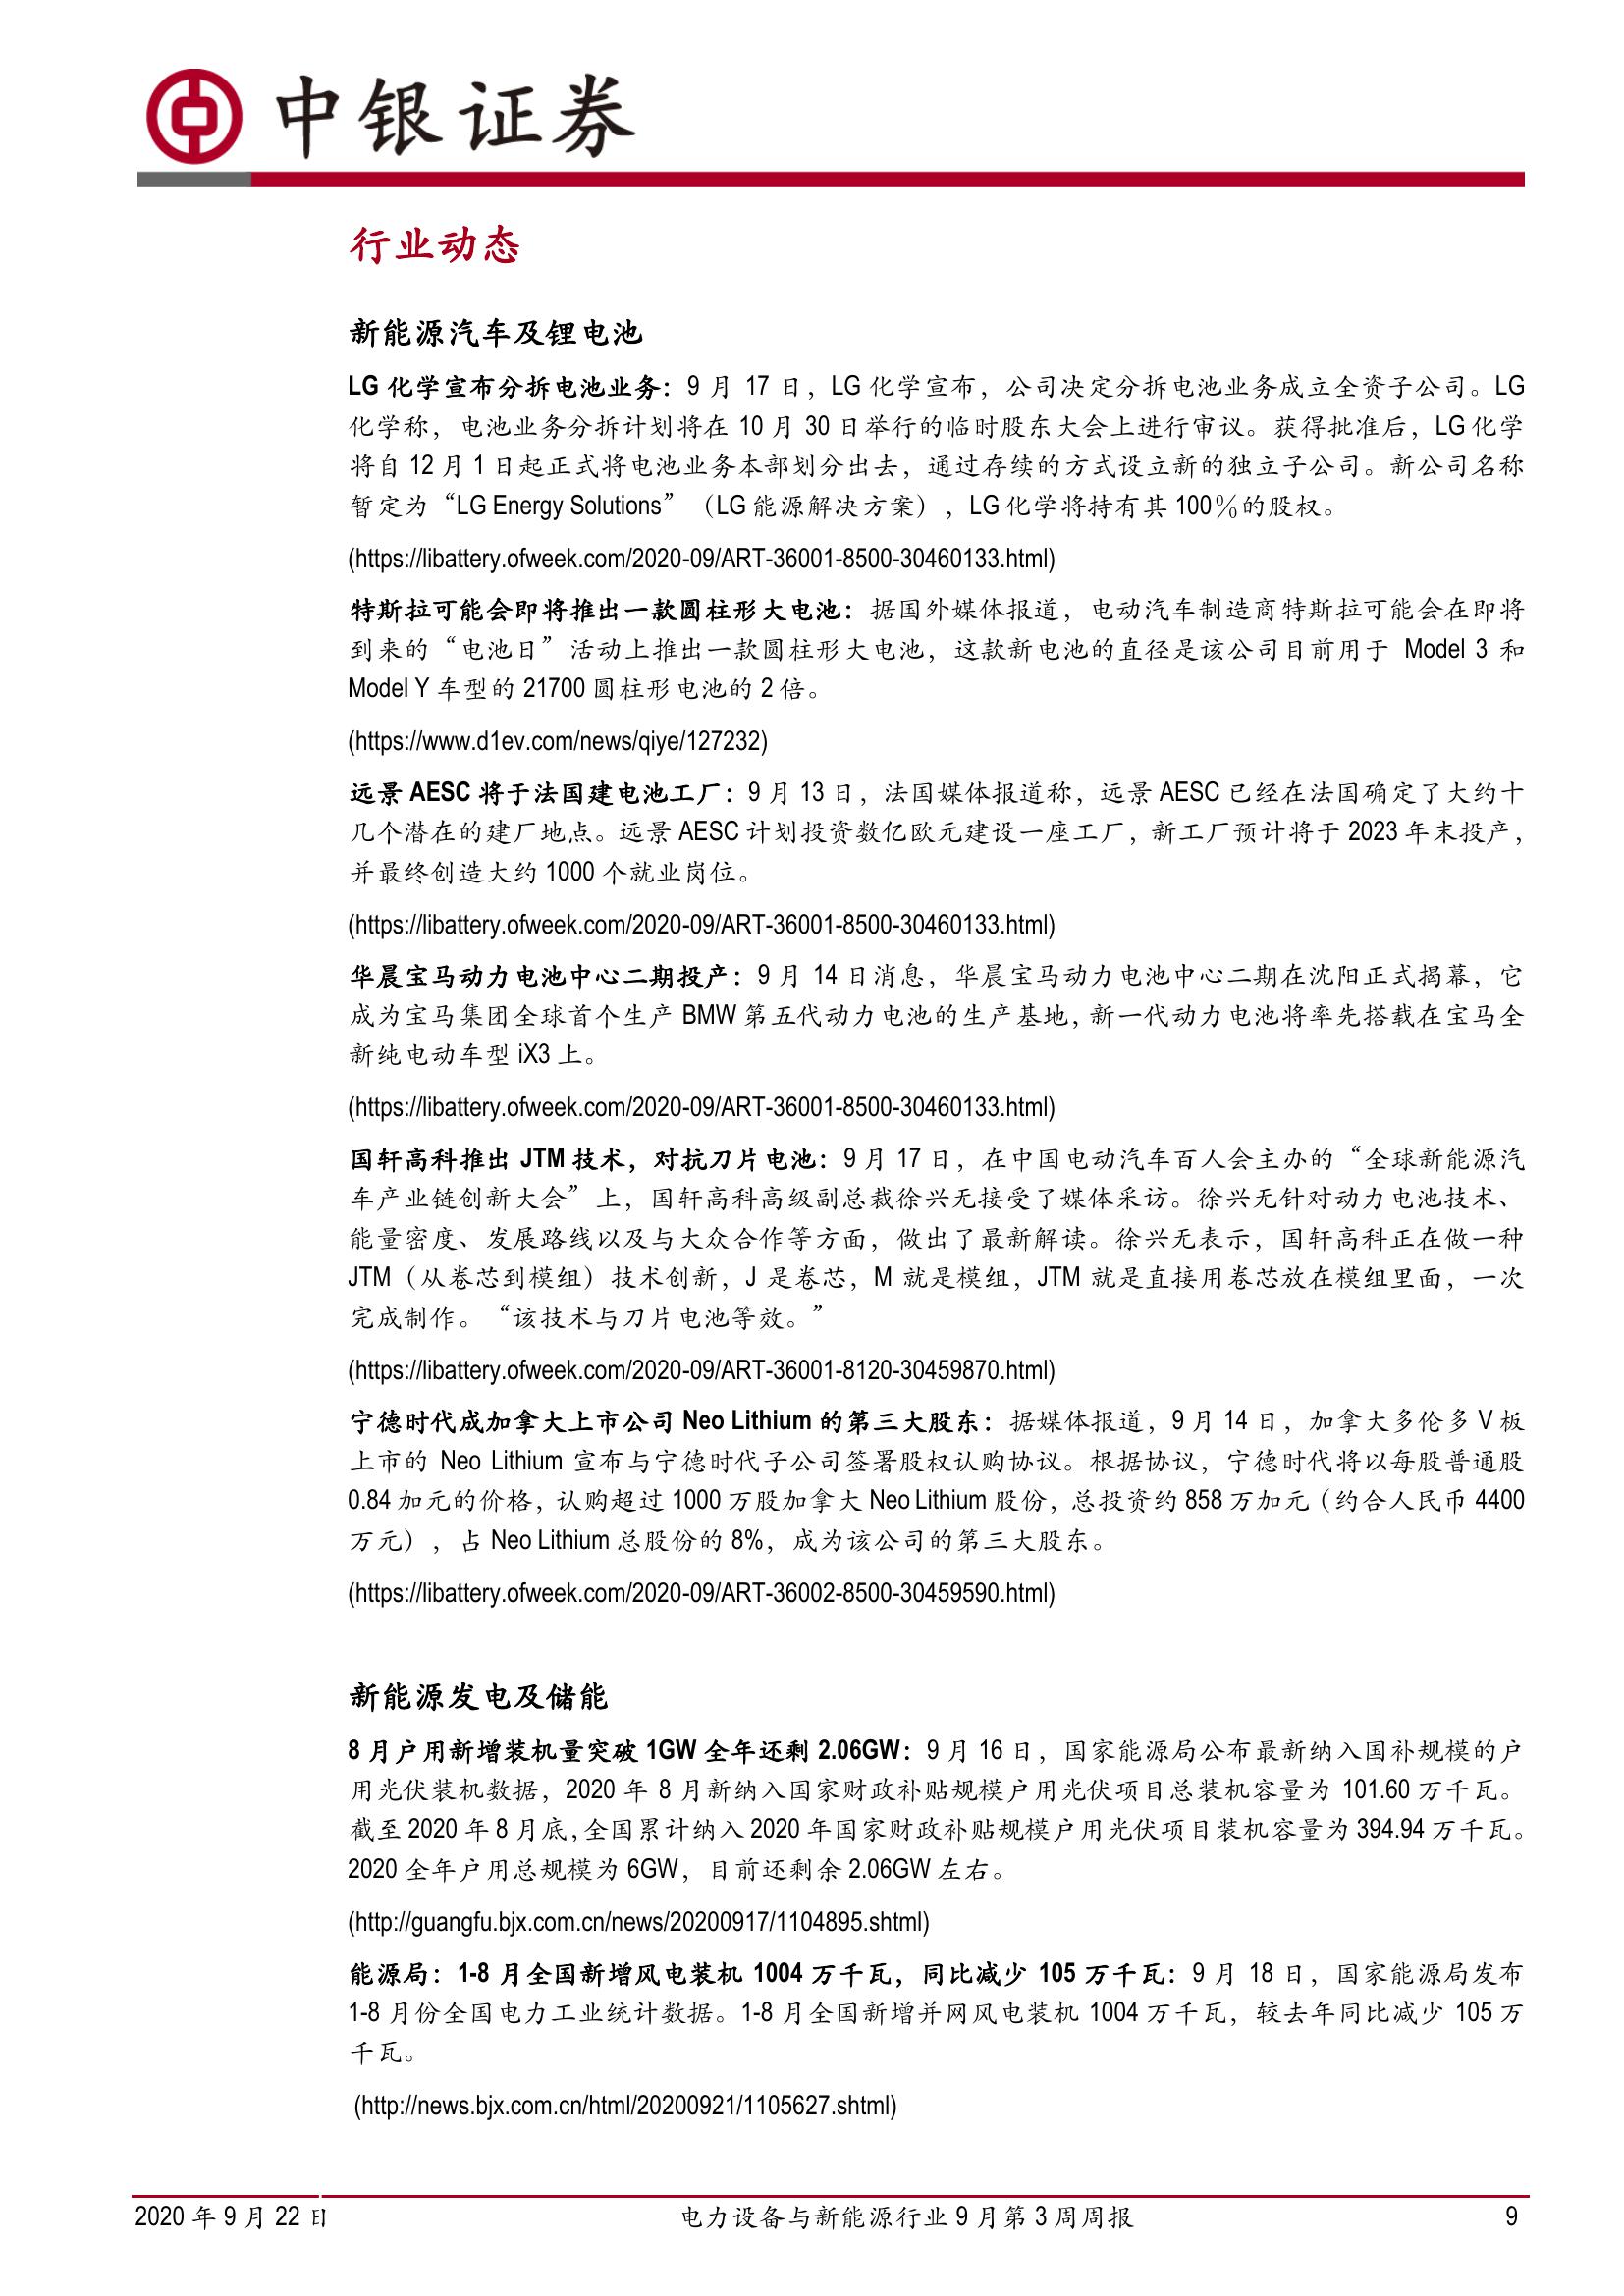 中银证券
行业动态
新能源汽车及锂电池
LG 化学宣布分拆电池业务：9 月 17 日，LG 化学宣布，公司决定分拆电池业务成立全资子公司。LG
化学称，电池业务分拆计划将在 10 月 30 日举行的临时股东大会上进行审议。获得批准后，LG 化学
将自 12 月 1 日起正式将电池业务本部划分出去，通过存续的方式设立新的独立子公司。新公司名称
暂定为“LG Energy Solutions”（LG 能源解决方案），LG 化学将持有其 100％的股权。
(https://libattery.ofweek.com/2020-09/ART-36001-8500-30460133.html)
特斯拉可能会即将推出一款圆柱形大电池：据国外媒体报道，电动汽车制造商特斯拉可能会在即将
到来的“电池日”活动上推出一款圆柱形大电池，这款新电池的直径是该公司目前用于 Model 3 和
Model Y 车型的 21700 圆柱形电池的 2 倍。
(https://www.d1ev.com/news/qiye/127232)
远景 AESC 将于法国建电池工厂：9 月 13 日，法国媒体报道称，远景 AESC 已经在法国确定了大约十
几个潜在的建厂地点。远景 AESC 计划投资数亿欧元建设一座工厂，新工厂预计将于 2023 年末投产，
并最终创造大约 1000 个就业岗位。
(https://libattery.ofweek.com/2020-09/ART-36001-8500-30460133.html)
华晨宝马动力电池中心二期投产：9 月 14 日消息，华晨宝马动力电池中心二期在沈阳正式揭幕，它
成为宝马集团全球首个生产 BMW 第五代动力电池的生产基地，新一代动力电池将率先搭载在宝马全
新纯电动车型 iX3 上。
(https://libattery.ofweek.com/2020-09/ART-36001-8500-30460133.html)
国轩高科推出 JTM 技术，对抗刀片电池：9 月 17 日，在中国电动汽车百人会主办的“全球新能源汽
车产业链创新大会”上，国轩高科高级副总裁徐兴无接受了媒体采访。徐兴无针对动力电池技术、
能量密度、发展路线以及与大众合作等方面，做出了最新解读。徐兴无表示，国轩高科正在做一种
JTM（从卷芯到模组）技术创新，J 是卷芯，M 就是模组，JTM 就是直接用卷芯放在模组里面，一次
完成制作。“该技术与刀片电池等效。”
(https://libattery.ofweek.com/2020-09/ART-36001-8120-30459870.html)
宁德时代成加拿大上市公司 Neo Lithium 的第三大股东：据媒体报道，9 月 14 日，加拿大多伦多 V 板
上市的 Neo Lithium 宣布与宁德时代子公司签署股权认购协议。根据协议，宁德时代将以每股普通股
0.84 加元的价格，认购超过 1000 万股加拿大 Neo Lithium 股份，总投资约 858 万加元（约合人民币 4400
万元），占 Neo Lithium 总股份的 8%，成为该公司的第三大股东。
(https://libattery.ofweek.com/2020-09/ART-36002-8500-30459590.html)
新能源发电及储能
8 月户用新增装机量突破 1GW 全年还剩 2.06GW：9 月 16 日，国家能源局公布最新纳入国补规模的户
用光伏装机数据，2020 年 8 月新纳入国家财政补贴规模户用光伏项目总装机容量为 101.60 万千瓦。
截至 2020 年 8 月底，全国累计纳入 2020 年国家财政补贴规模户用光伏项目装机容量为 394.94 万千瓦。
2020 全年户用总规模为 6GW，目前还剩余 2.06GW 左右。
(http://guangfu.bjx.com.cn/news/20200917/1104895.shtml)
能源局：1-8 月全国新增风电装机 1004 万千瓦，同比减少 105 万千瓦：9 月 18 日，国家能源局发布
1-8 月份全国电力工业统计数据。1-8 月全国新增并网风电装机 1004 万千瓦，较去年同比减少 105 万
千瓦。
(http://news.bjx.com.cn/html/20200921/1105627.shtml)
2020 年 9 月 22 日 电力设备与新能源行业 9 月第 3 周周报 9